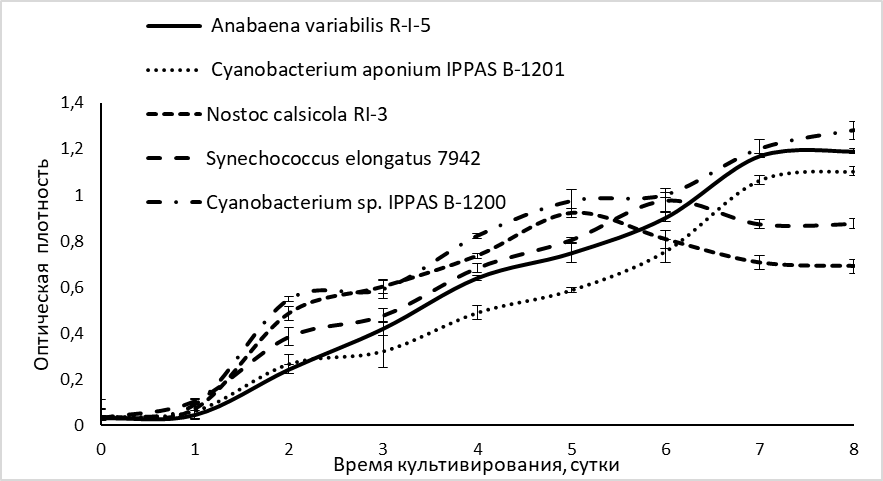 Anabaena variabilis R-I-5
Cyanobacterium aponium IPPAS B-1201
Nostoc calsicola RI-3
Synechococcus elongatus 7942
Cyanobacterium sp. IPPAS B-1200
Оптическая плотность
1,4
1,2
1
0,8
0,6
0,4
0,2
0
0 1 2 3 4 5 6 7 8
Время культивирования, сутки